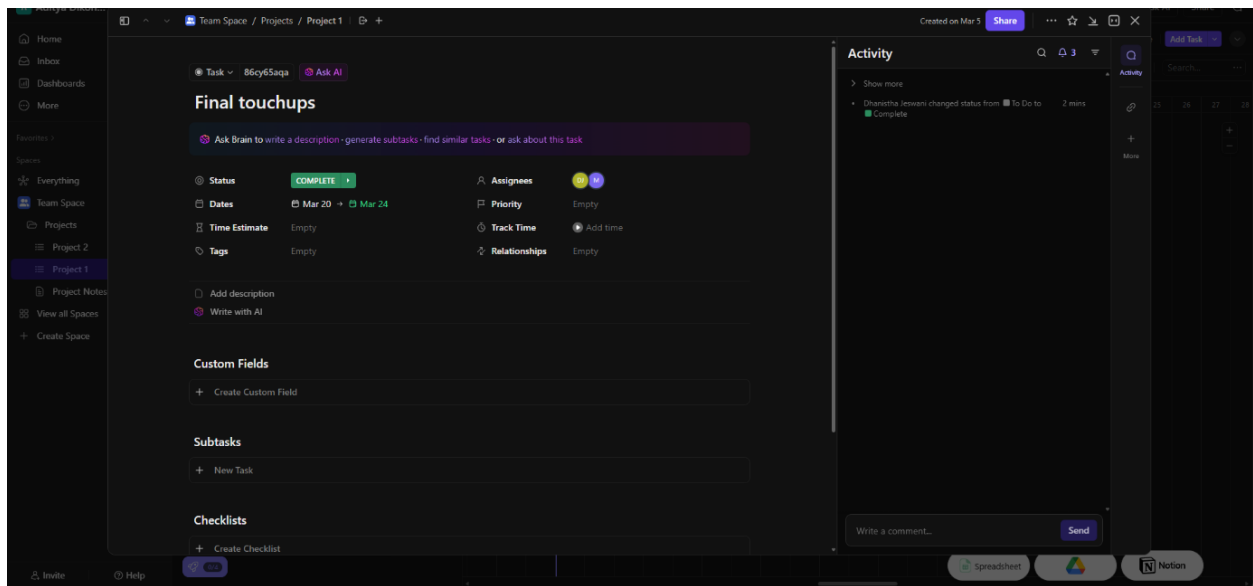 Team Space / Projects / Project 1
Created on Mar 5
Share
Home
Inbox
Dashboards
More
Favorites
Spaces
Everything
Team Space
Projects
Project 2
Project 1
Project Notes
View all Spaces
Create Space
Invite
Help
Task
86cy65aqa
Ask AI
Final touchups
Ask Brain to write a description · generate subtasks · find similar tasks · or ask about this task
Status COMPLETE
Assignees DJ M
Dates Mar 20 → Mar 24
Priority Empty
Time Estimate Empty
Track Time Add time
Tags Empty
Relationships Empty
Add description
Write with AI
Custom Fields
+ Create Custom Field
Subtasks
+ New Task
Checklists
+ Create Checklist
Activity
3
Show more
Dhanistha Jeswani changed status from To Do to 2 mins
Complete
Write a comment...
Send
Activity
More
Add Task
Search...
25 26 27 28
Spreadsheet
Notion